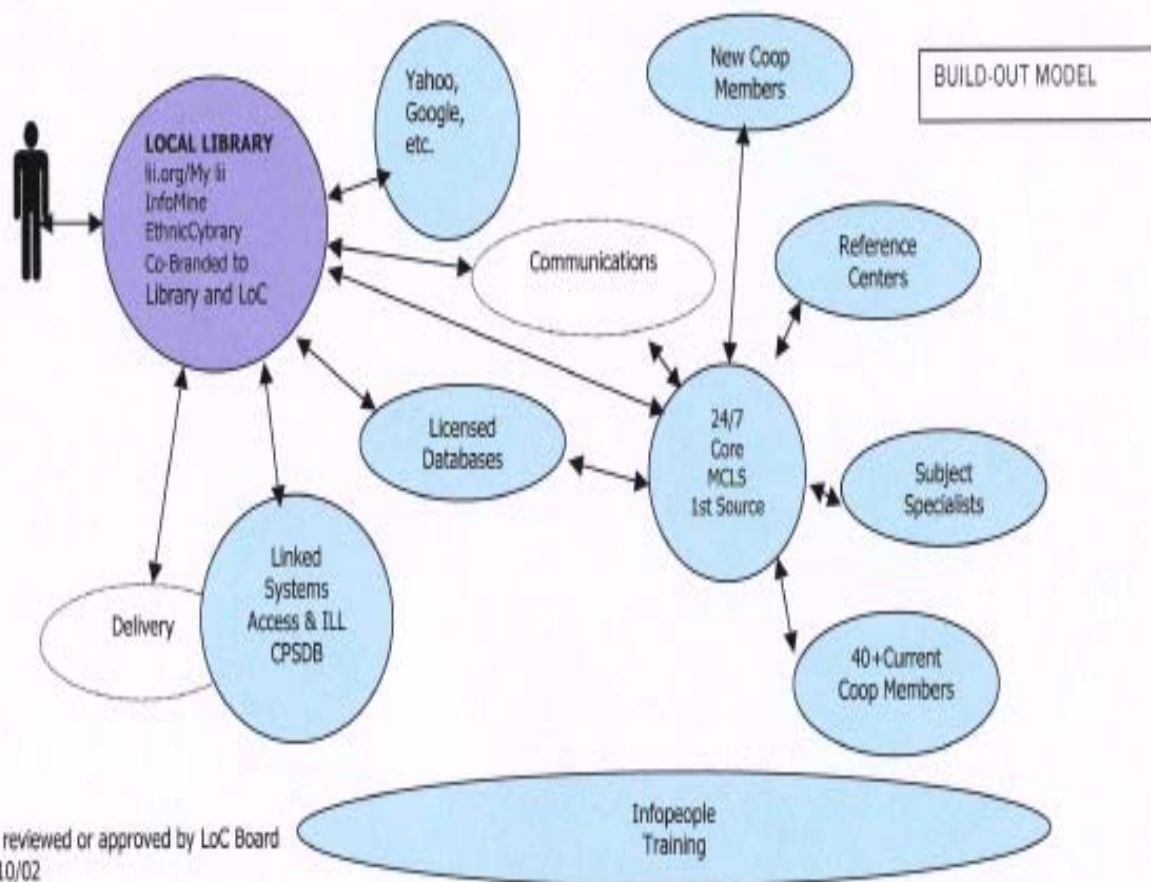 BUILD-OUT MODEL
LOCAL LIBRARY
lii.org/My lii
InfoMine
EthnicCybrary
Co-Branded to
Library and LoC
Yahoo,
Google,
etc.
New Coop
Members
Communications
Reference
Centers
Licensed
Databases
24/7
Core
MCLS
1st Source
Subject
Specialists
Linked
Systems
Access & ILL
CPSDB
Delivery
40+Current
Coop Members
Infopeople
Training
reviewed or approved by LoC Board
10/02